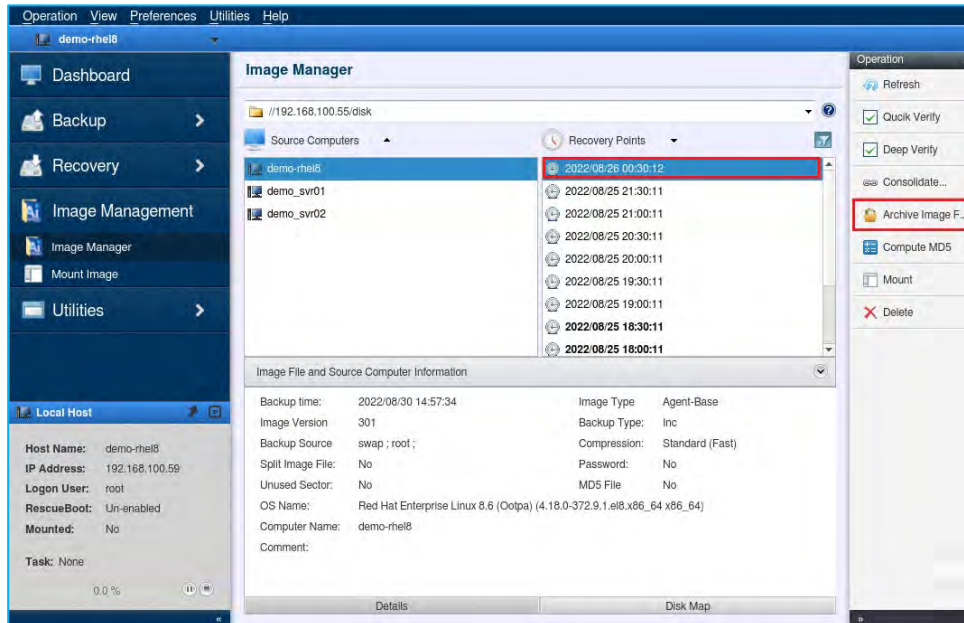 Operation View Preferences Utilities Help
demo-rhel8
Dashboard
Backup
Recovery
Image Management
Image Manager
Mount Image
Utilities
Local Host
Host Name: demo-rhel8
IP Address: 192.168.100.59
Logon User: root
RescueBoot: Un-enabled
Mounted: No
Task: None
0.0 %
Image Manager
//192.168.100.55/disk
Source Computers
demo-rhel8
demo_svr01
demo_svr02
Recovery Points
2022/08/26 00:30:12
2022/08/25 21:30:11
2022/08/25 21:00:11
2022/08/25 20:30:11
2022/08/25 20:00:11
2022/08/25 19:30:11
2022/08/25 19:00:11
2022/08/25 18:30:11
2022/08/25 18:00:11
Image File and Source Computer Information
Backup time: 2022/08/30 14:57:34 Image Type Agent-Base
Image Version 301 Backup Type: Inc
Backup Source swap ; root ; Compression: Standard (Fast)
Split Image File: No Password: No
Unused Sector: No MD5 File No
OS Name: Red Hat Enterprise Linux 8.6 (Ootpa) (4.18.0-372.9.1.el8.x86_64 x86_64)
Computer Name: demo-rhel8
Comment:
Details Disk Map
Operation
Refresh
Qucik Verify
Deep Verify
Consolidate...
Archive Image F..
Compute MD5
Mount
Delete